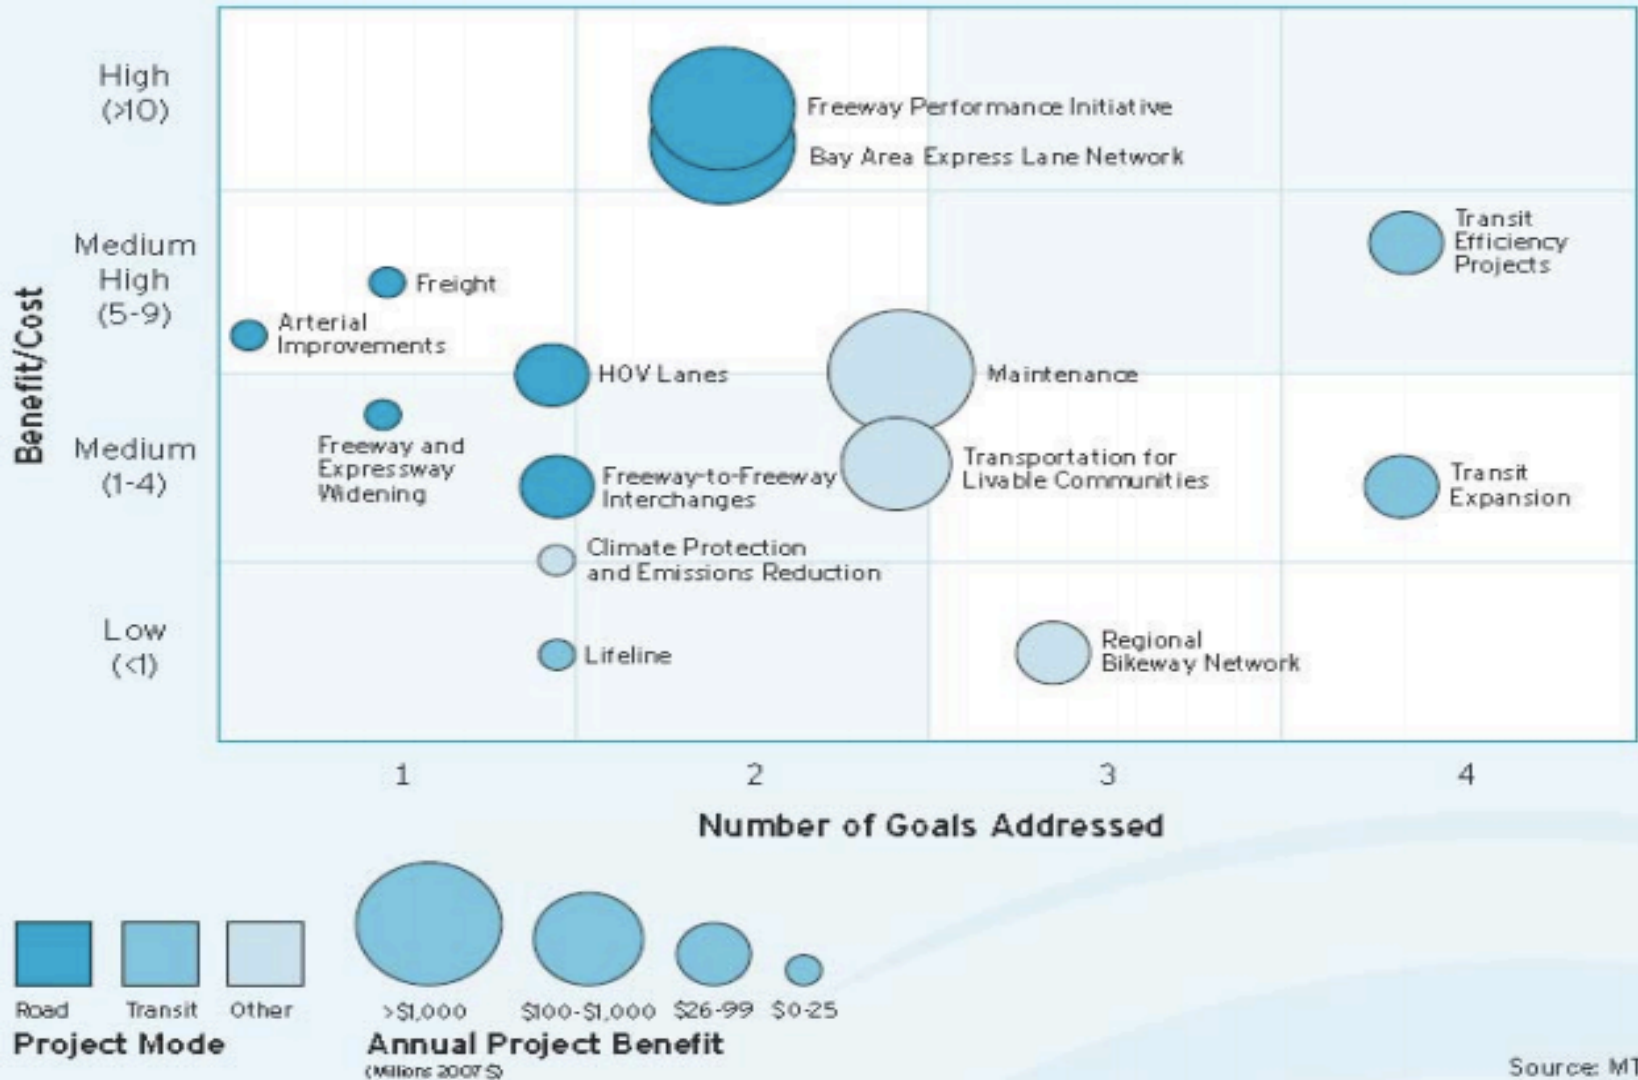 High
(>10)
Freeway Performance Initiative
Bay Area Express Lane Network
Medium
High
(5-9)
Transit
Efficiency
Projects
Freight
Arterial
Improvements
HOV Lanes
Maintenance
Benefit/Cost
Medium
(1-4)
Freeway and
Expressway
Widening
Freeway-to-Freeway
Interchanges
Transportation for
Livable Communities
Transit
Expansion
Climate Protection
and Emissions Reduction
Low
(<1)
Lifeline
Regional
Bikeway Network
1 2 3 4
Number of Goals Addressed
Road Transit Other
Project Mode
>$1,000 $100-$1,000 $26-99 $0-25
Annual Project Benefit
(Millions 2007 $)
Source: MT